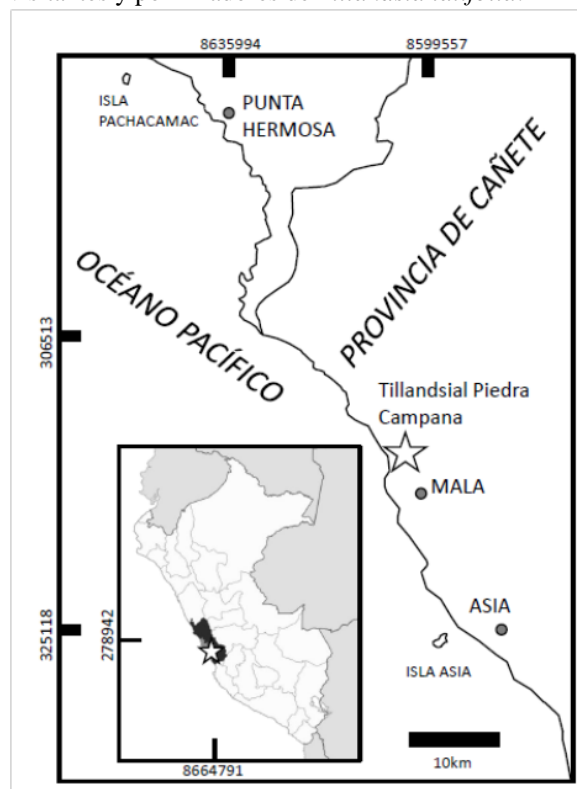 8635994
8599557
ISLA
PACHACAMAC
PUNTA
HERMOSA
PROVINCIA DE CAÑETE
OCÉANO PACÍFICO
306513
Tillandsial Piedra
Campana
MALA
ASIA
325118
278942
ISLA ASIA
10km
8664791